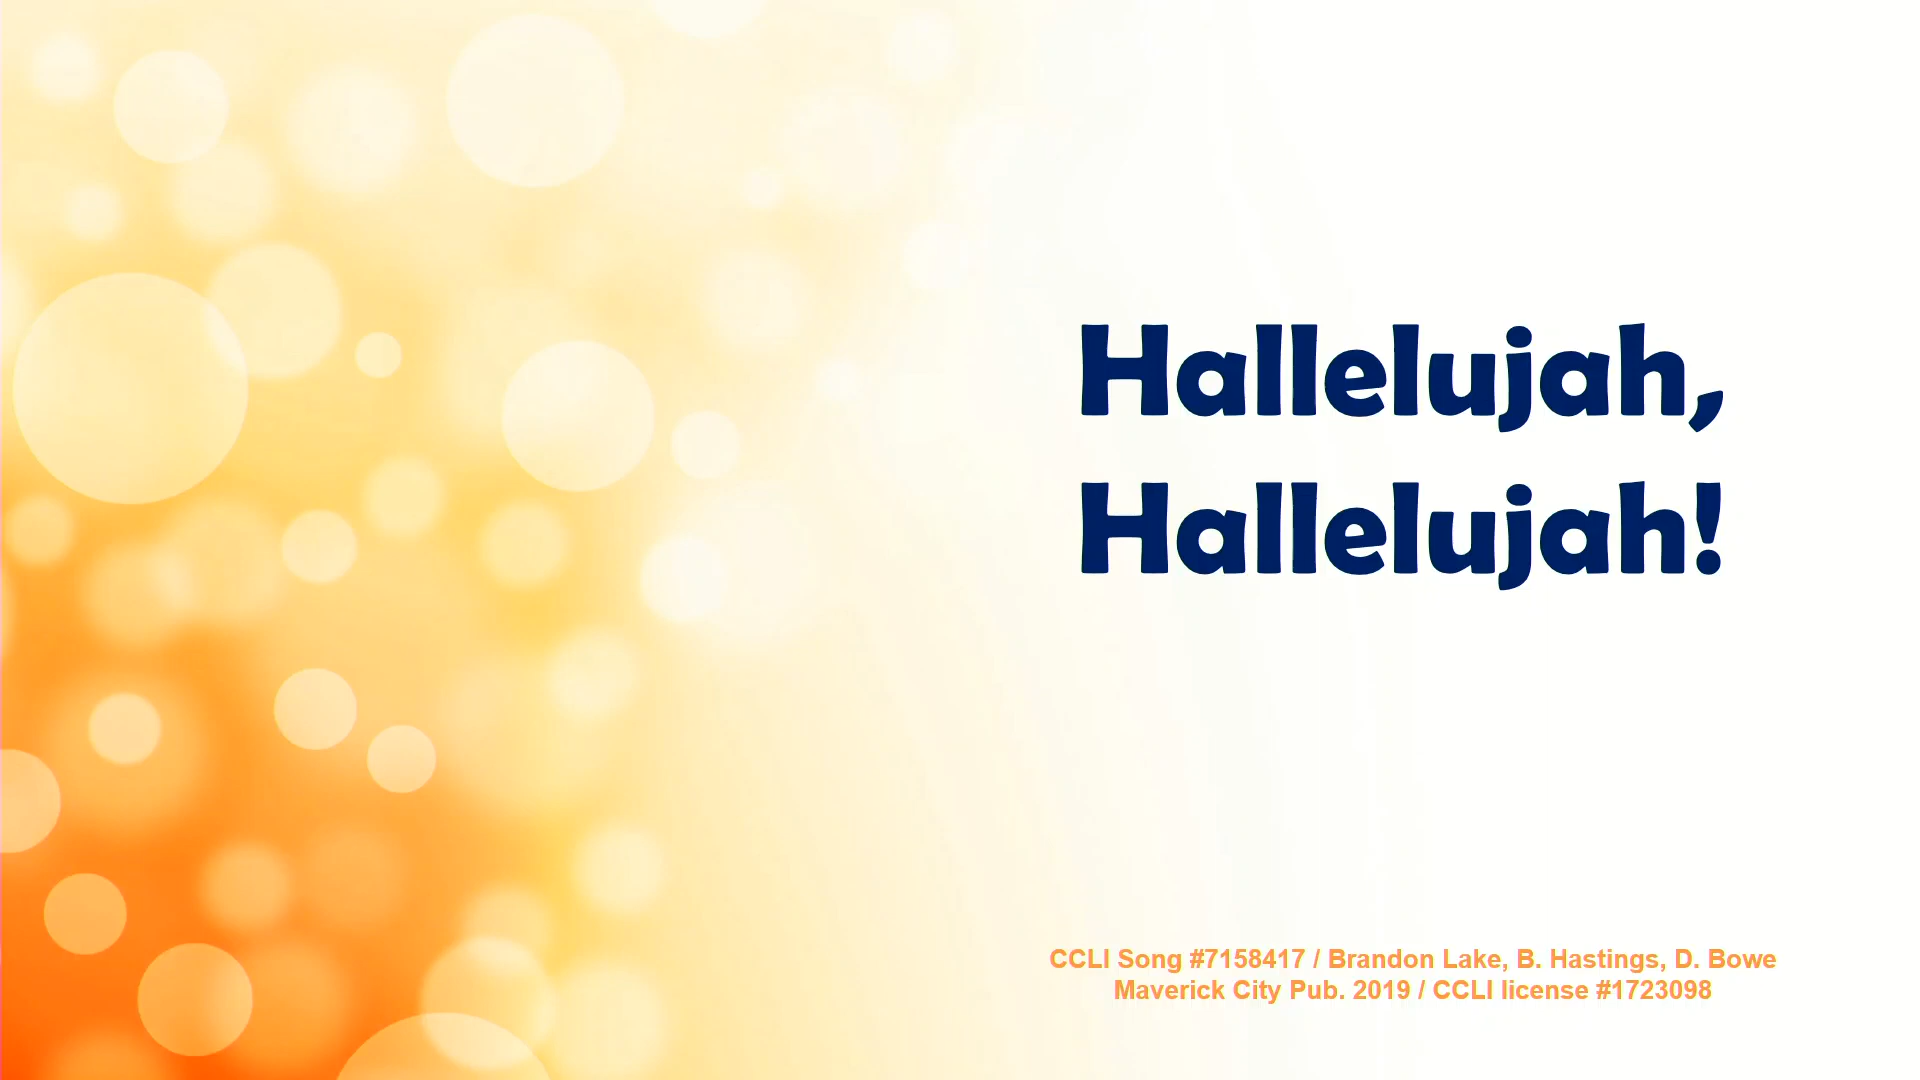 Hallelujah,
Hallelujah!
CCLI Song #7158417 / Brandon Lake, B. Hastings, D. Bowe
Maverick City Pub. 2019 / CCLI license #1723098